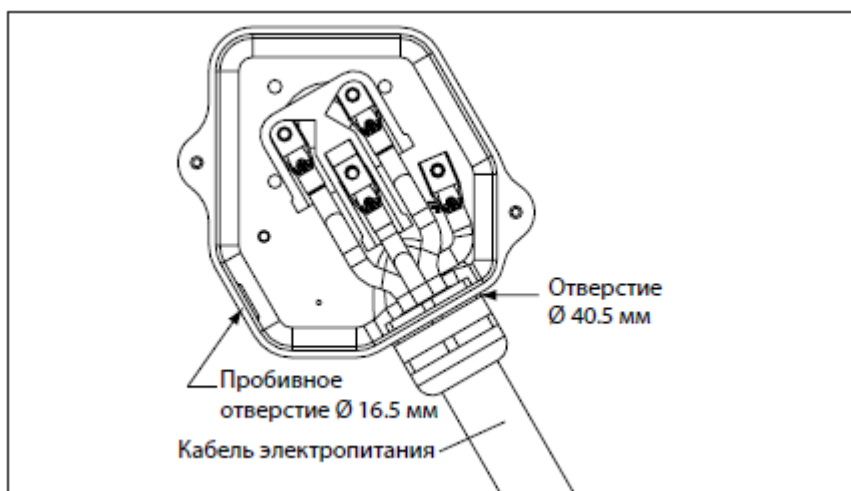 Отверстие
Ø 40.5 мм
Пробивное
отверстие Ø 16.5 мм
Кабель электропитания